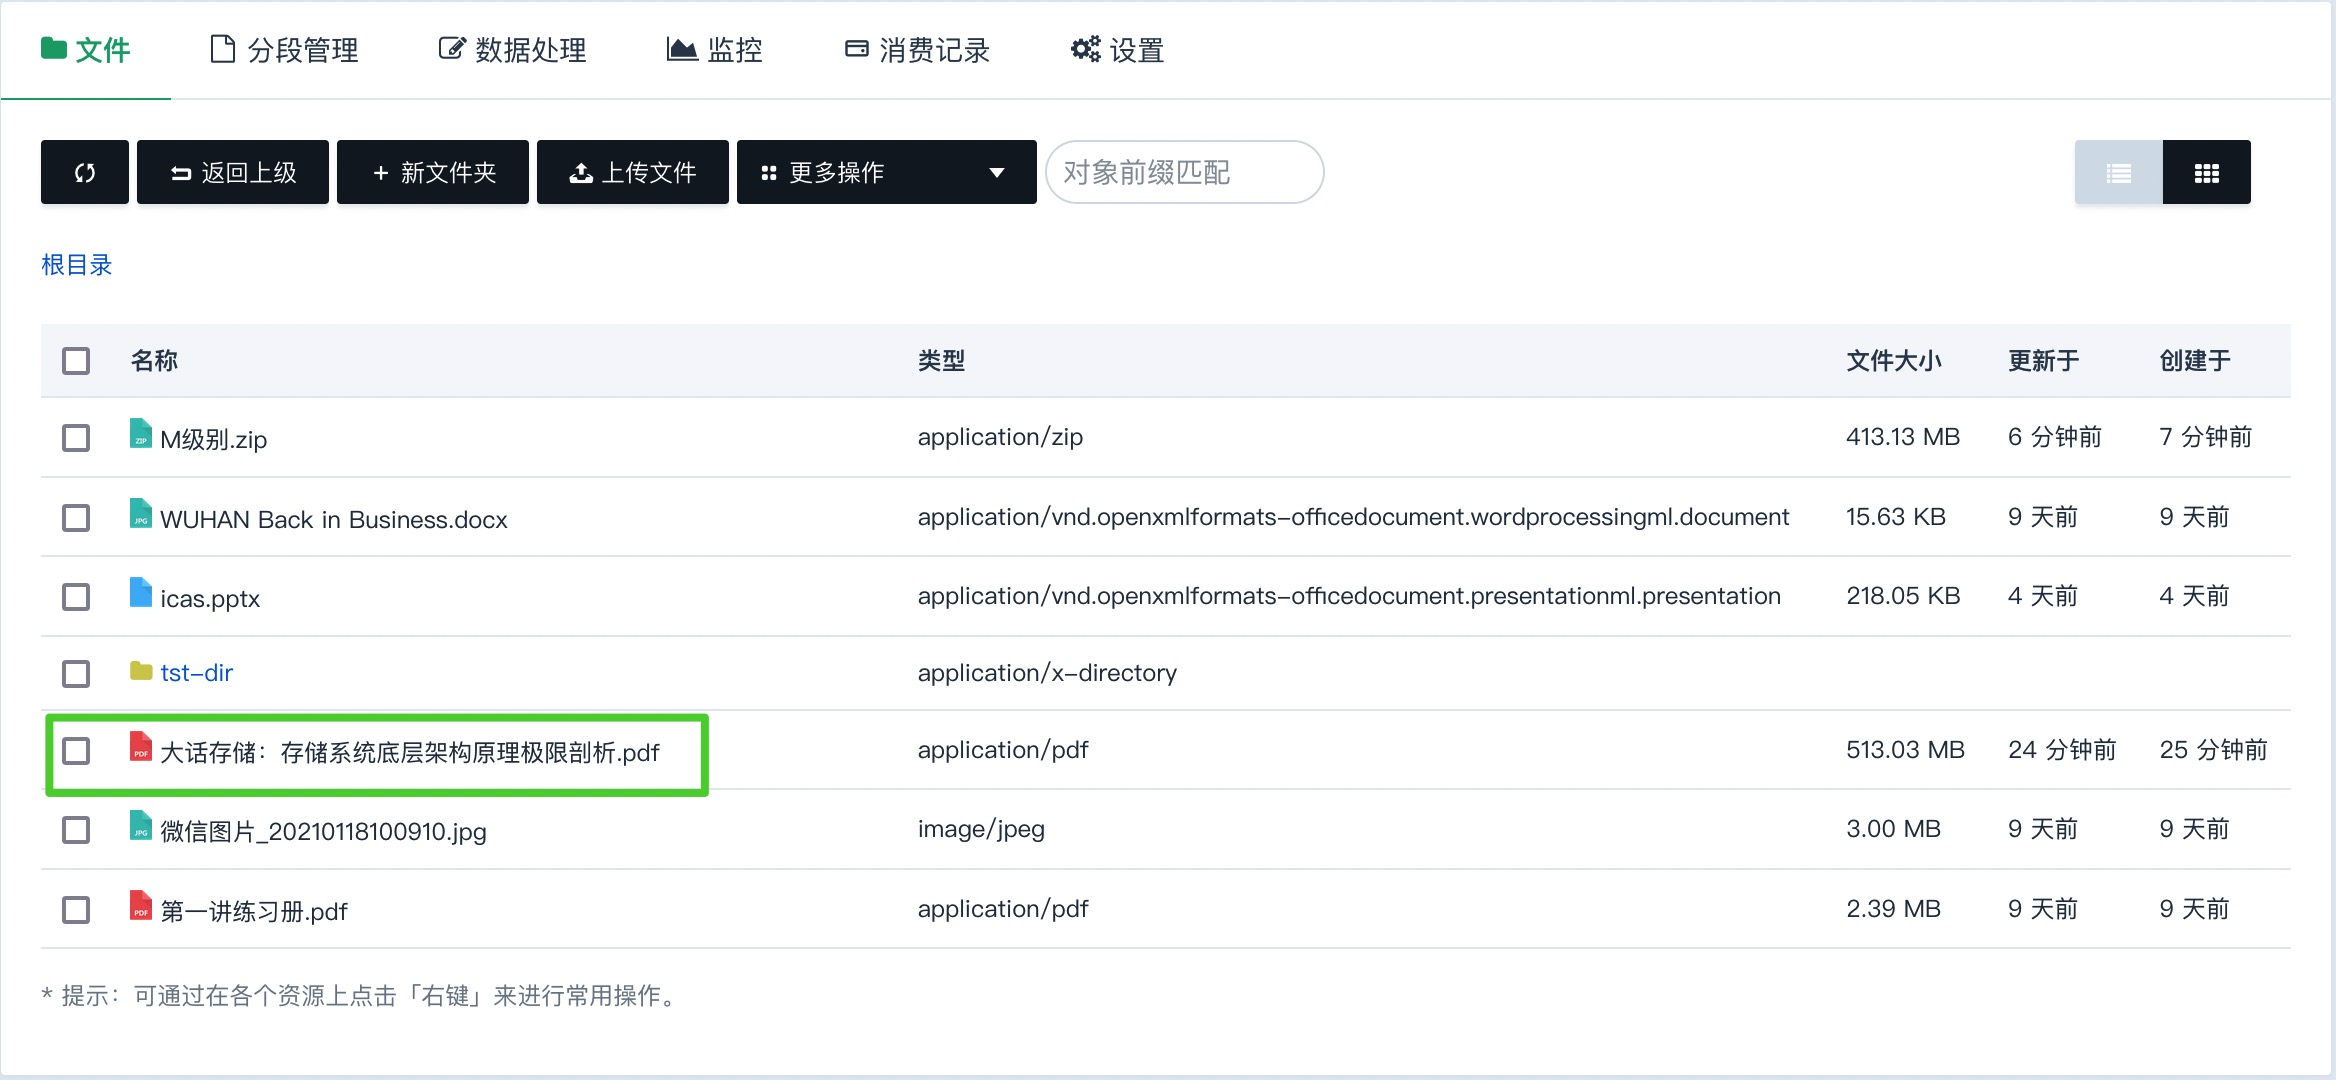 文件 分段管理 数据处理 监控 消费记录 设置
返回上级 + 新文件夹 上传文件 更多操作 对象前缀匹配
根目录
名称 类型 文件大小 更新于 创建于
ZIP M级别.zip application/zip 413.13 MB 6 分钟前 7 分钟前
JPG WUHAN Back in Business.docx application/vnd.openxmlformats-officedocument.wordprocessingml.document 15.63 KB 9 天前 9 天前
icas.pptx application/vnd.openxmlformats-officedocument.presentationml.presentation 218.05 KB 4 天前 4 天前
tst-dir application/x-directory
PDF 大话存储：存储系统底层架构原理极限剖析.pdf application/pdf 513.03 MB 24 分钟前 25 分钟前
JPG 微信图片_20210118100910.jpg image/jpeg 3.00 MB 9 天前 9 天前
PDF 第一讲练习册.pdf application/pdf 2.39 MB 9 天前 9 天前
* 提示：可通过在各个资源上点击「右键」来进行常用操作。